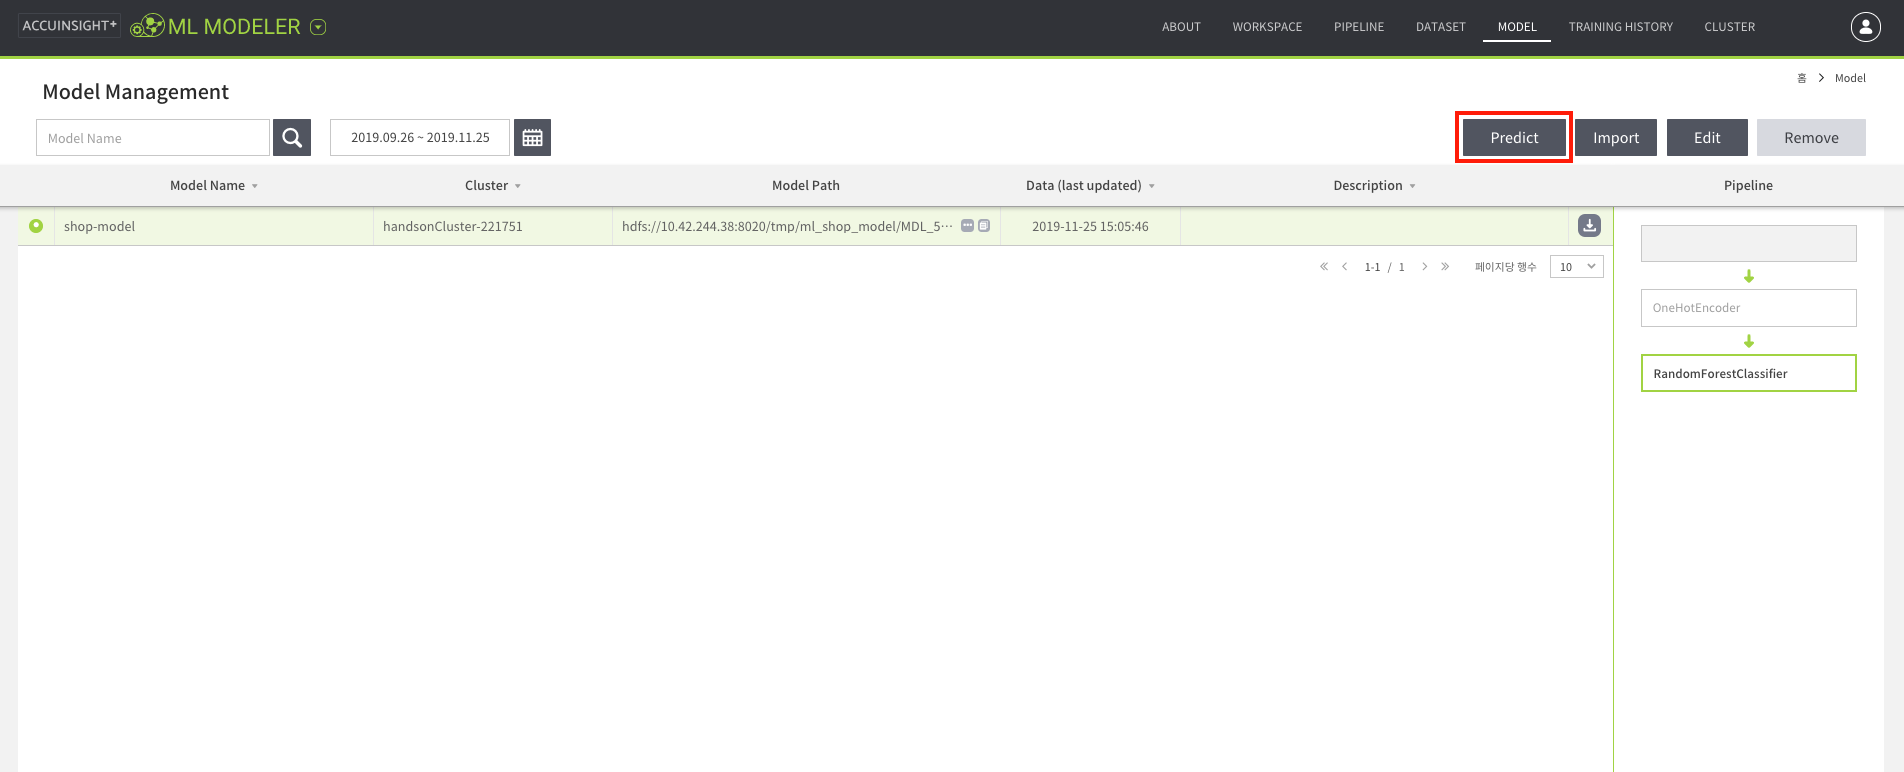 ACCUINSIGHT+ ML MODELER ABOUT WORKSPACE PIPELINE DATASET MODEL TRAINING HISTORY CLUSTER
홈 > Model
Model Management
Model Name 2019.09.26 ~ 2019.11.25 Predict Import Edit Remove
Model Name Cluster Model Path Data (last updated) Description Pipeline
shop-model handsonCluster-221751 hdfs://10.42.244.38:8020/tmp/ml_shop_model/MDL_5··· 2019-11-25 15:05:46
1-1 / 1 페이지당 행수 10
OneHotEncoder
RandomForestClassifier